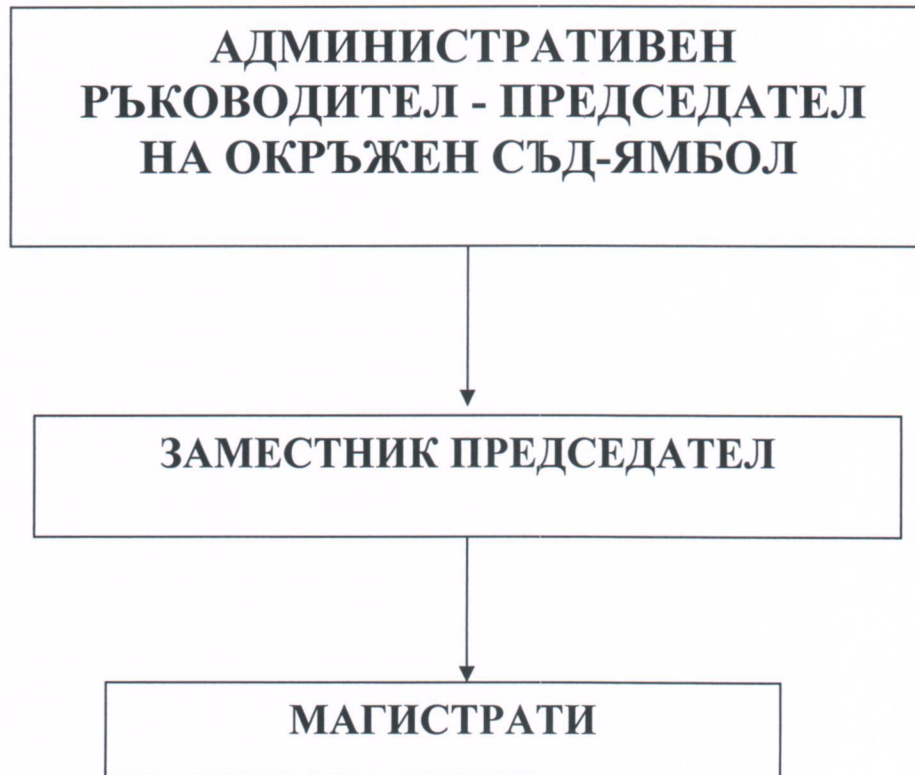 АДМИНИСТРАТИВЕН
РЪКОВОДИТЕЛ - ПРЕДСЕДАТЕЛ
НА ОКРЪЖЕН СЪД-ЯМБОЛ
ЗАМЕСТНИК ПРЕДСЕДАТЕЛ
МАГИСТРАТИ